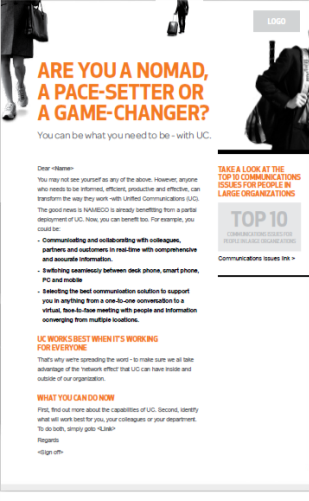 LOGO
ARE YOU A NOMAD,
A PACE-SETTER OR
A GAME-CHANGER?
You can be what you need to be - with UC.
Dear <Name>
You may not see yourself as any of the above. However, anyone
who needs to be informed, efficient, productive and effective, can
transform the way they work -with Unified Communications (UC).
The good news is NAMECO is already benefiting from a partial
deployment of UC. Now, you can benefit too. For example, you
could be:
• Communicating and collaborating with colleagues,
partners and customers in real-time with comprehensive
and accurate information.
• Switching seamlessly between desk phone, smart phone,
PC and mobile
• Selecting the best communication solution to support
you in anything from a one-to-one conversation to a
virtual, face-to-face meeting with people and information
converging from multiple locations.
UC WORKS BEST WHEN IT'S WORKING
FOR EVERYONE
That's why we're spreading the word - to make sure we all take
advantage of the 'network effect' that UC can have inside and
outside of our organization.
WHAT YOU CAN DO NOW
First, find out more about the capabilities of UC. Second, identify
what will work best for you, your colleagues or your department.
To do both, simply goto <Link>
Regards
<Sign off>
TAKE A LOOK AT THE
TOP 10 COMMUNICATIONS
ISSUES FOR PEOPLE IN
LARGE ORGANIZATIONS
TOP 10
COMMUNICATIONS ISSUES FOR
PEOPLE IN LARGE ORGANIZATIONS
Communications issues link >